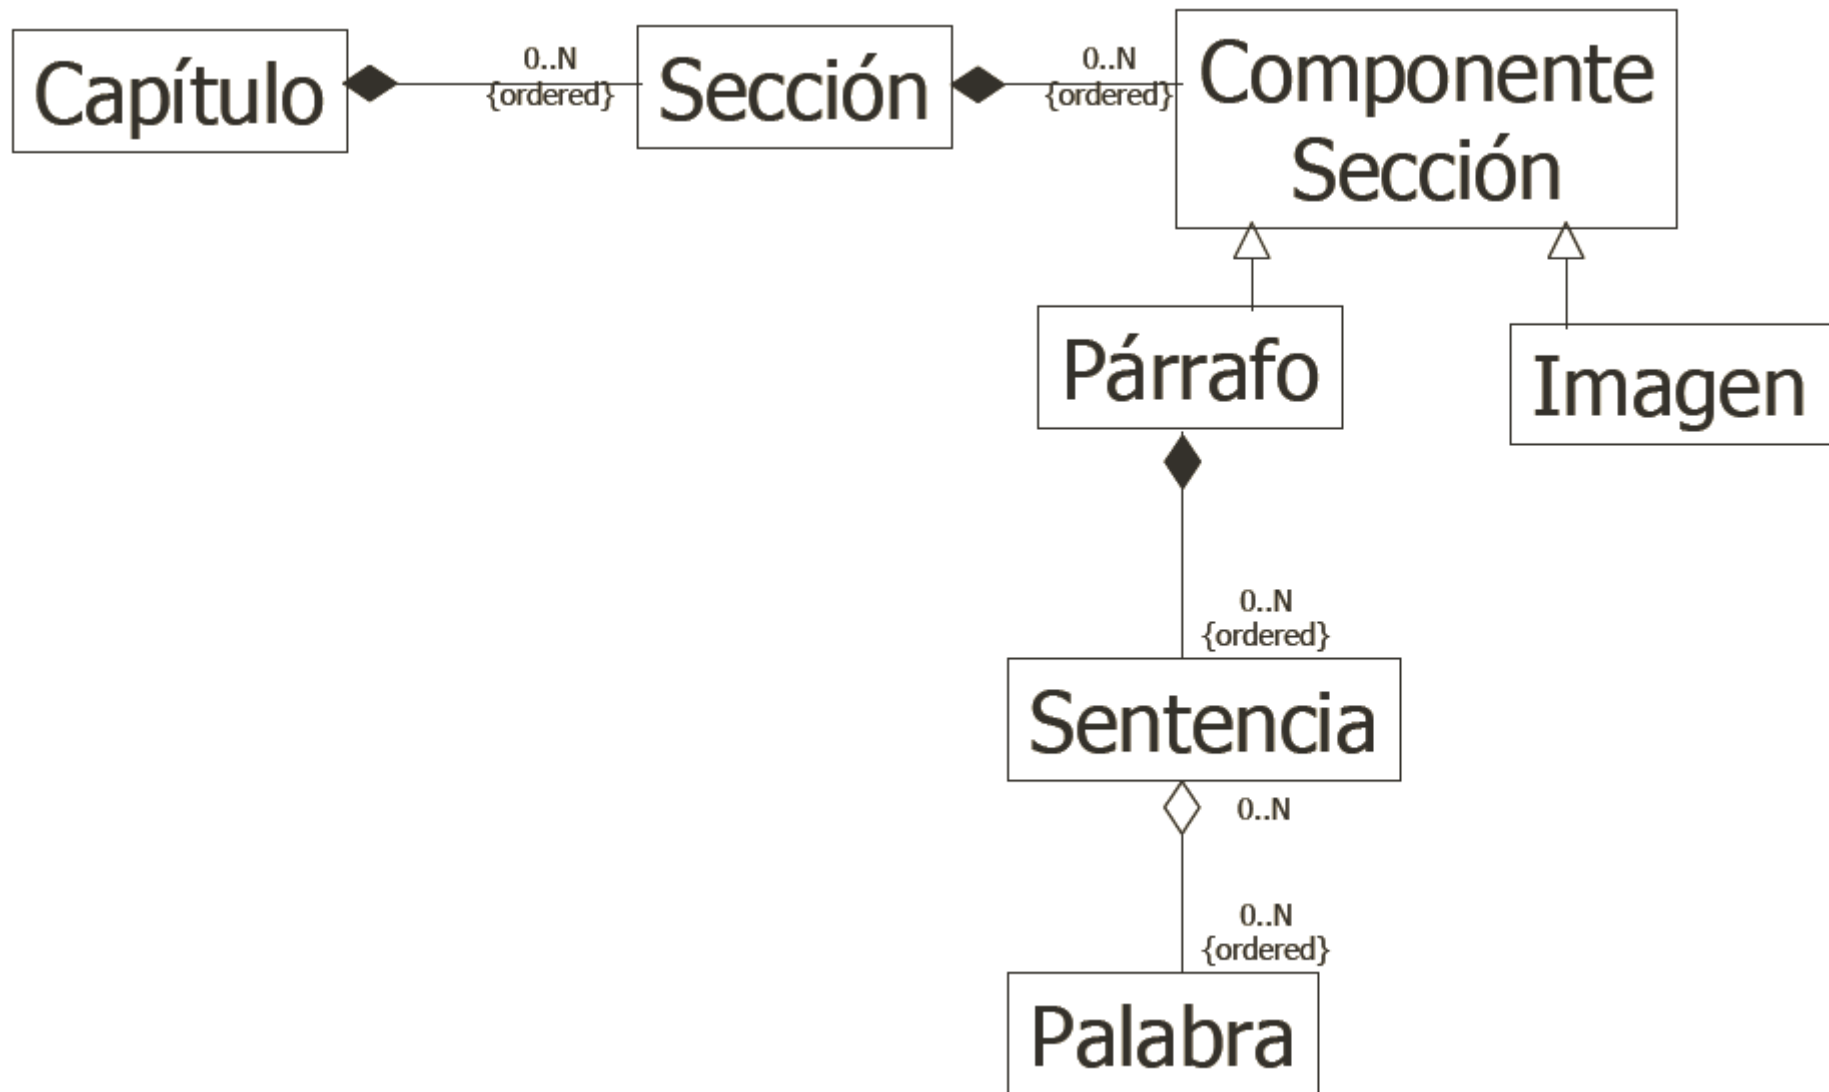 Capítulo
0..N
{ordered}
Sección
0..N
{ordered}
Componente
Sección
Párrafo
Imagen
0..N
{ordered}
Sentencia
0..N
0..N
{ordered}
Palabra